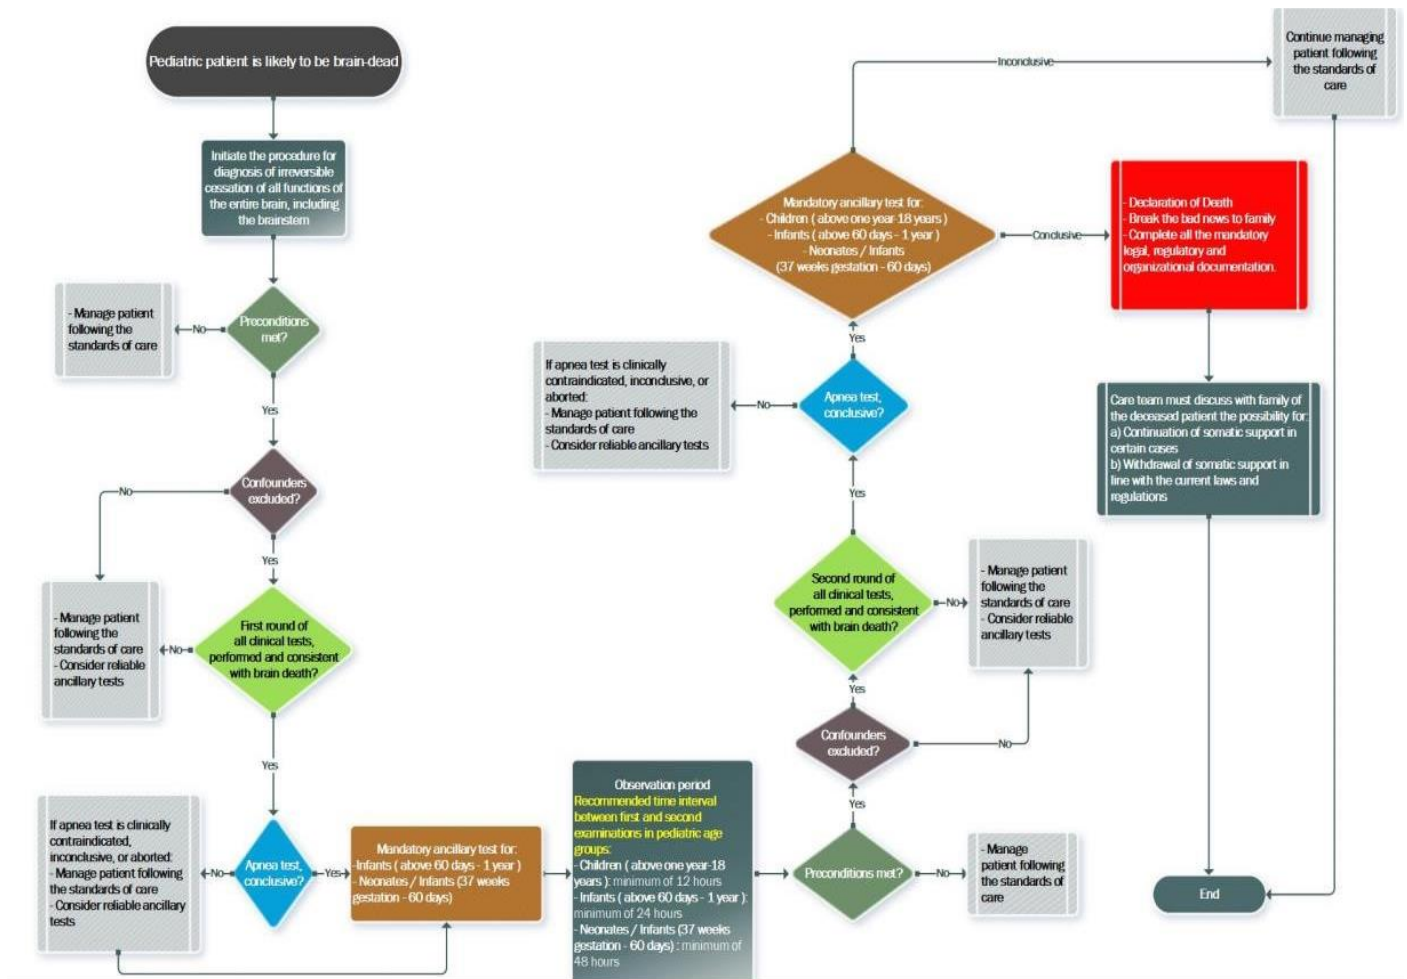 Pediatric patient is likely to be brain-dead
Initiate the procedure for
diagnosis of irreversible
cessation of all functions of
the entire brain, including
the brainstem
Preconditions
met?
No
- Manage patient
following the
standards of care
Yes
Confounders
excluded?
No
Yes
First round of
all clinical tests,
performed and consistent
with brain death?
No
- Manage patient
following the
standards of care
- Consider reliable
ancillary tests
Yes
Apnea test,
conclusive?
No
If apnea test is clinically
contraindicated,
inconclusive, or aborted:
- Manage patient following
the standards of care
- Consider reliable ancillary
tests
Yes
Mandatory ancillary test for:
- Infants ( above 60 days - 1 year )
- Neonates / Infants (37 weeks
gestation - 60 days)
Observation period
Recommended time interval
between first and second
examinations in pediatric age
groups:
- Children ( above one year-18
years ): minimum of 12 hours
- Infants ( above 60 days - 1 year ):
minimum of 24 hours
- Neonates / Infants (37 weeks
gestation - 60 days) : minimum of
48 hours
Preconditions met?
No
- Manage
patient following
the standards of
care
Yes
Confounders
excluded?
No
Yes
Second round of
all clinical tests,
performed and consistent
with brain death?
No
- Manage patient
following the
standards of care
- Consider reliable
ancillary tests
Yes
Apnea test,
conclusive?
No
If apnea test is clinically
contraindicated, inconclusive, or
aborted:
- Manage patient following the
standards of care
- Consider reliable ancillary tests
Yes
Mandatory ancillary test for:
- Children ( above one year-18 years )
- Infants ( above 60 days - 1 year )
- Neonates / Infants
(37 weeks gestation - 60 days)
Inconclusive
Continue managing
patient following
the standards of
care
Conclusive
- Declaration of Death
- Break the bad news to family
- Complete all the mandatory
legal, regulatory and
organizational documentation.
Care team must discuss with family of
the deceased patient the possibility for:
a) Continuation of somatic support in
certain cases
b) Withdrawal of somatic support in
line with the current laws and
regulations
End